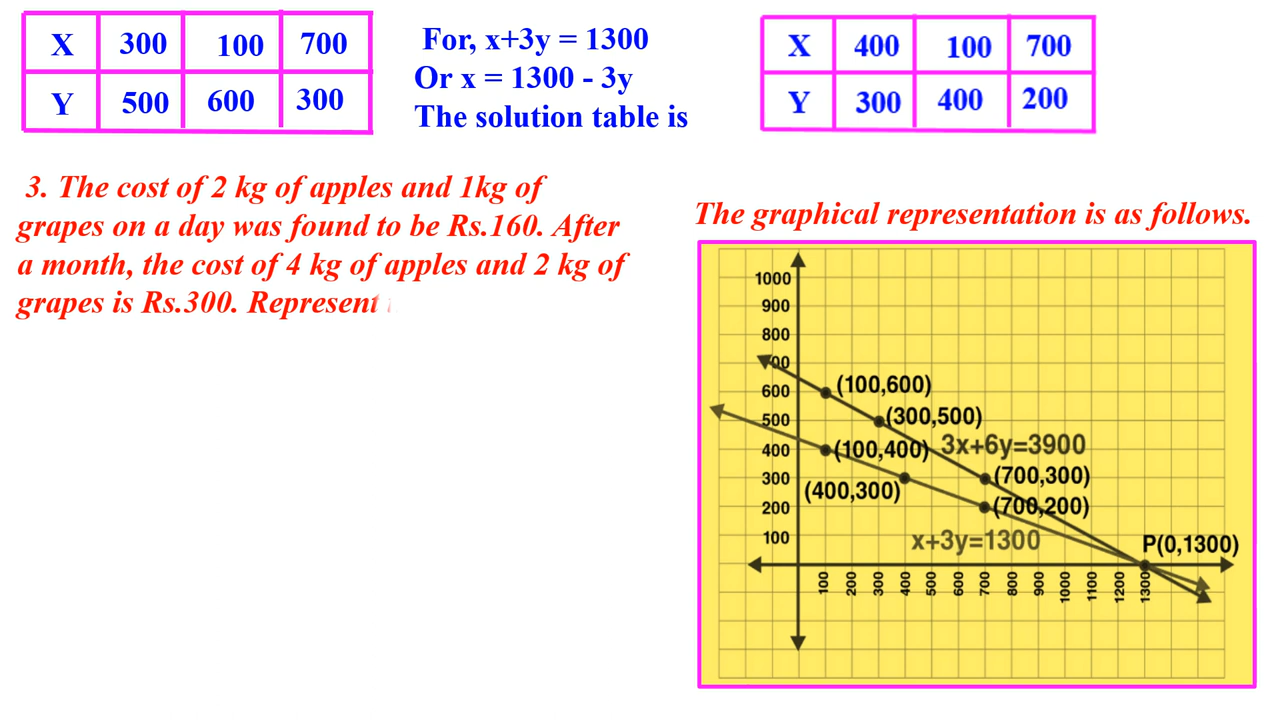 X 300 100 700
Y 500 600 300
For, x+3y = 1300
Or x = 1300 - 3y
The solution table is
X 400 100 700
Y 300 400 200
3. The cost of 2 kg of apples and 1kg of
grapes on a day was found to be Rs.160. After
a month, the cost of 4 kg of apples and 2 kg of
grapes is Rs.300. Represent
The graphical representation is as follows.
1000
900
800
600
500
400
300
200
100
(100,600)
(300,500)
(100,400)
3x+6y=3900
(700,300)
(400,300)
(700,200)
x+3y=1300
P(0,1300)
100 200 300 400 500 600 700 800 900 1000 1100 1200 1300